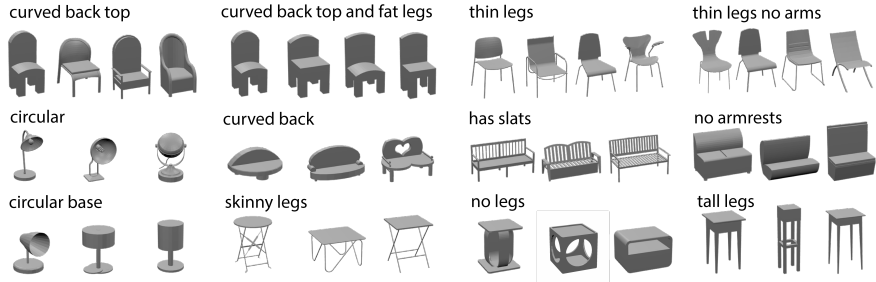 curved back top
curved back top and fat legs
thin legs
thin legs no arms
circular
curved back
has slats
no armrests
circular base
skinny legs
no legs
tall legs